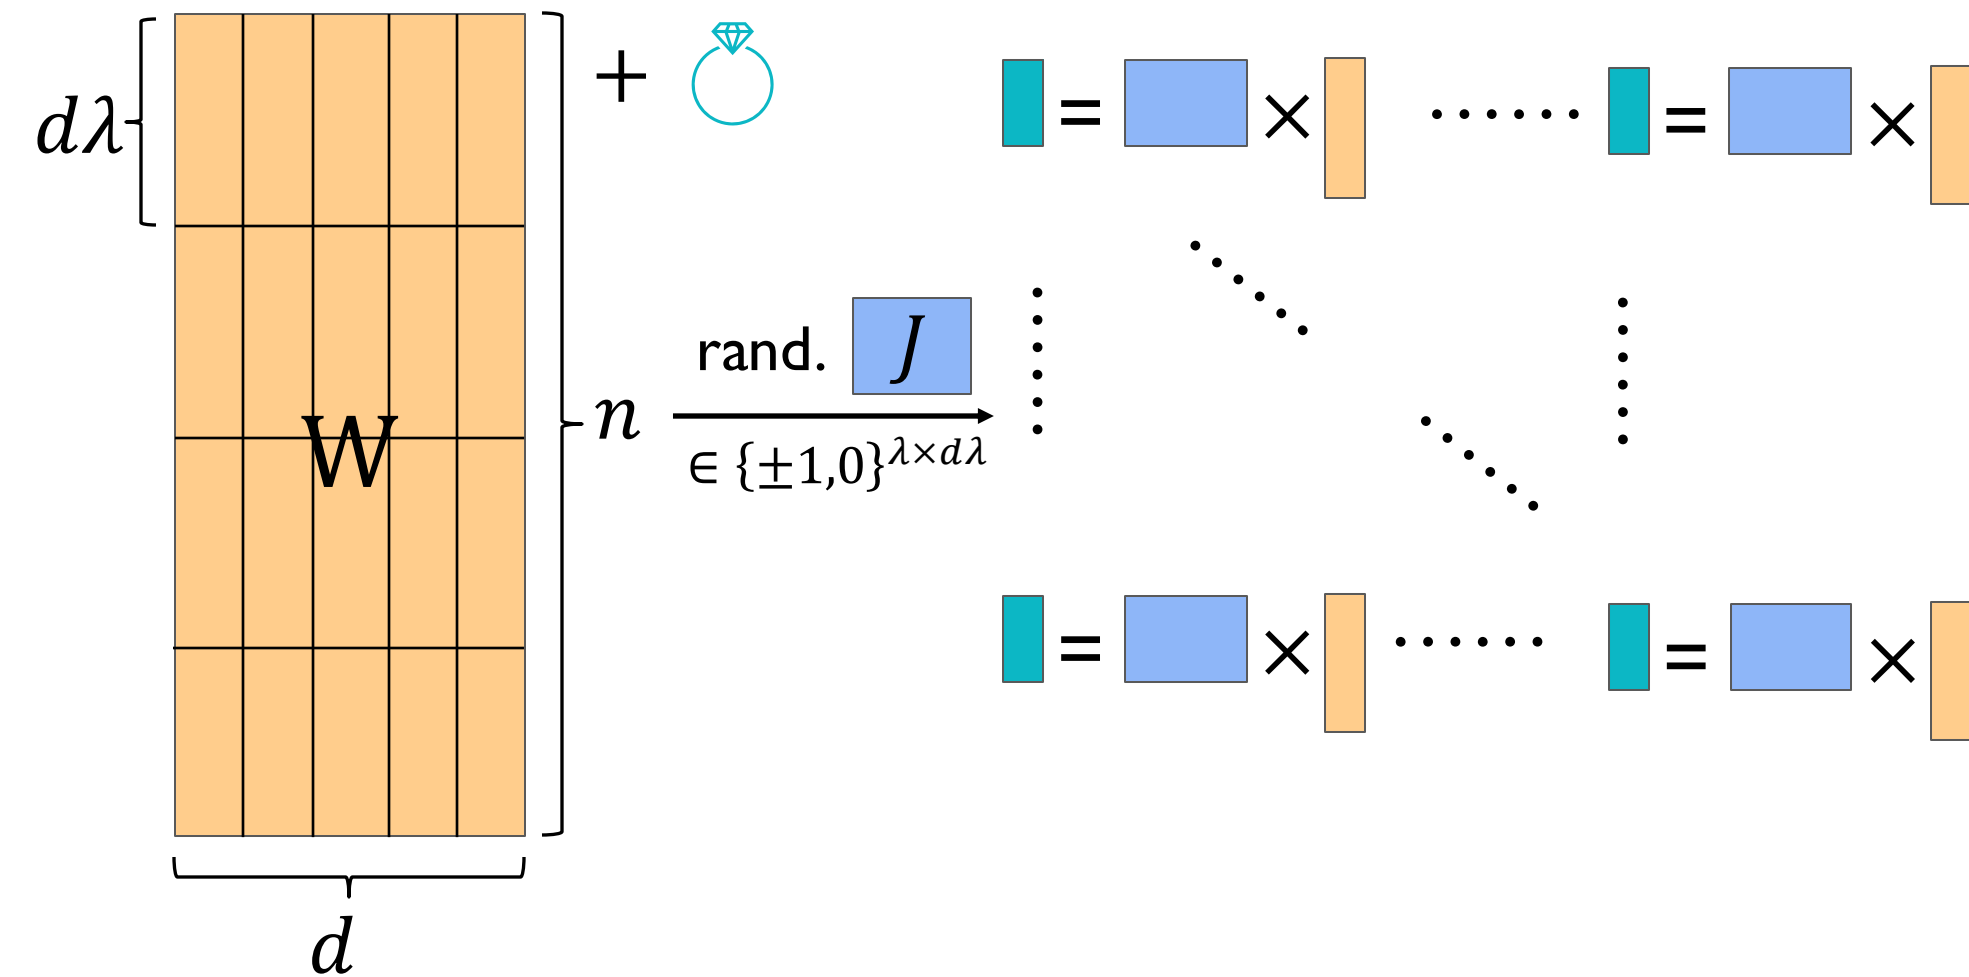 dλ
W
d
n
+
rand. J
∈ {±1,0}^{λ×dλ}
= × ...... = ×
= × ...... = ×